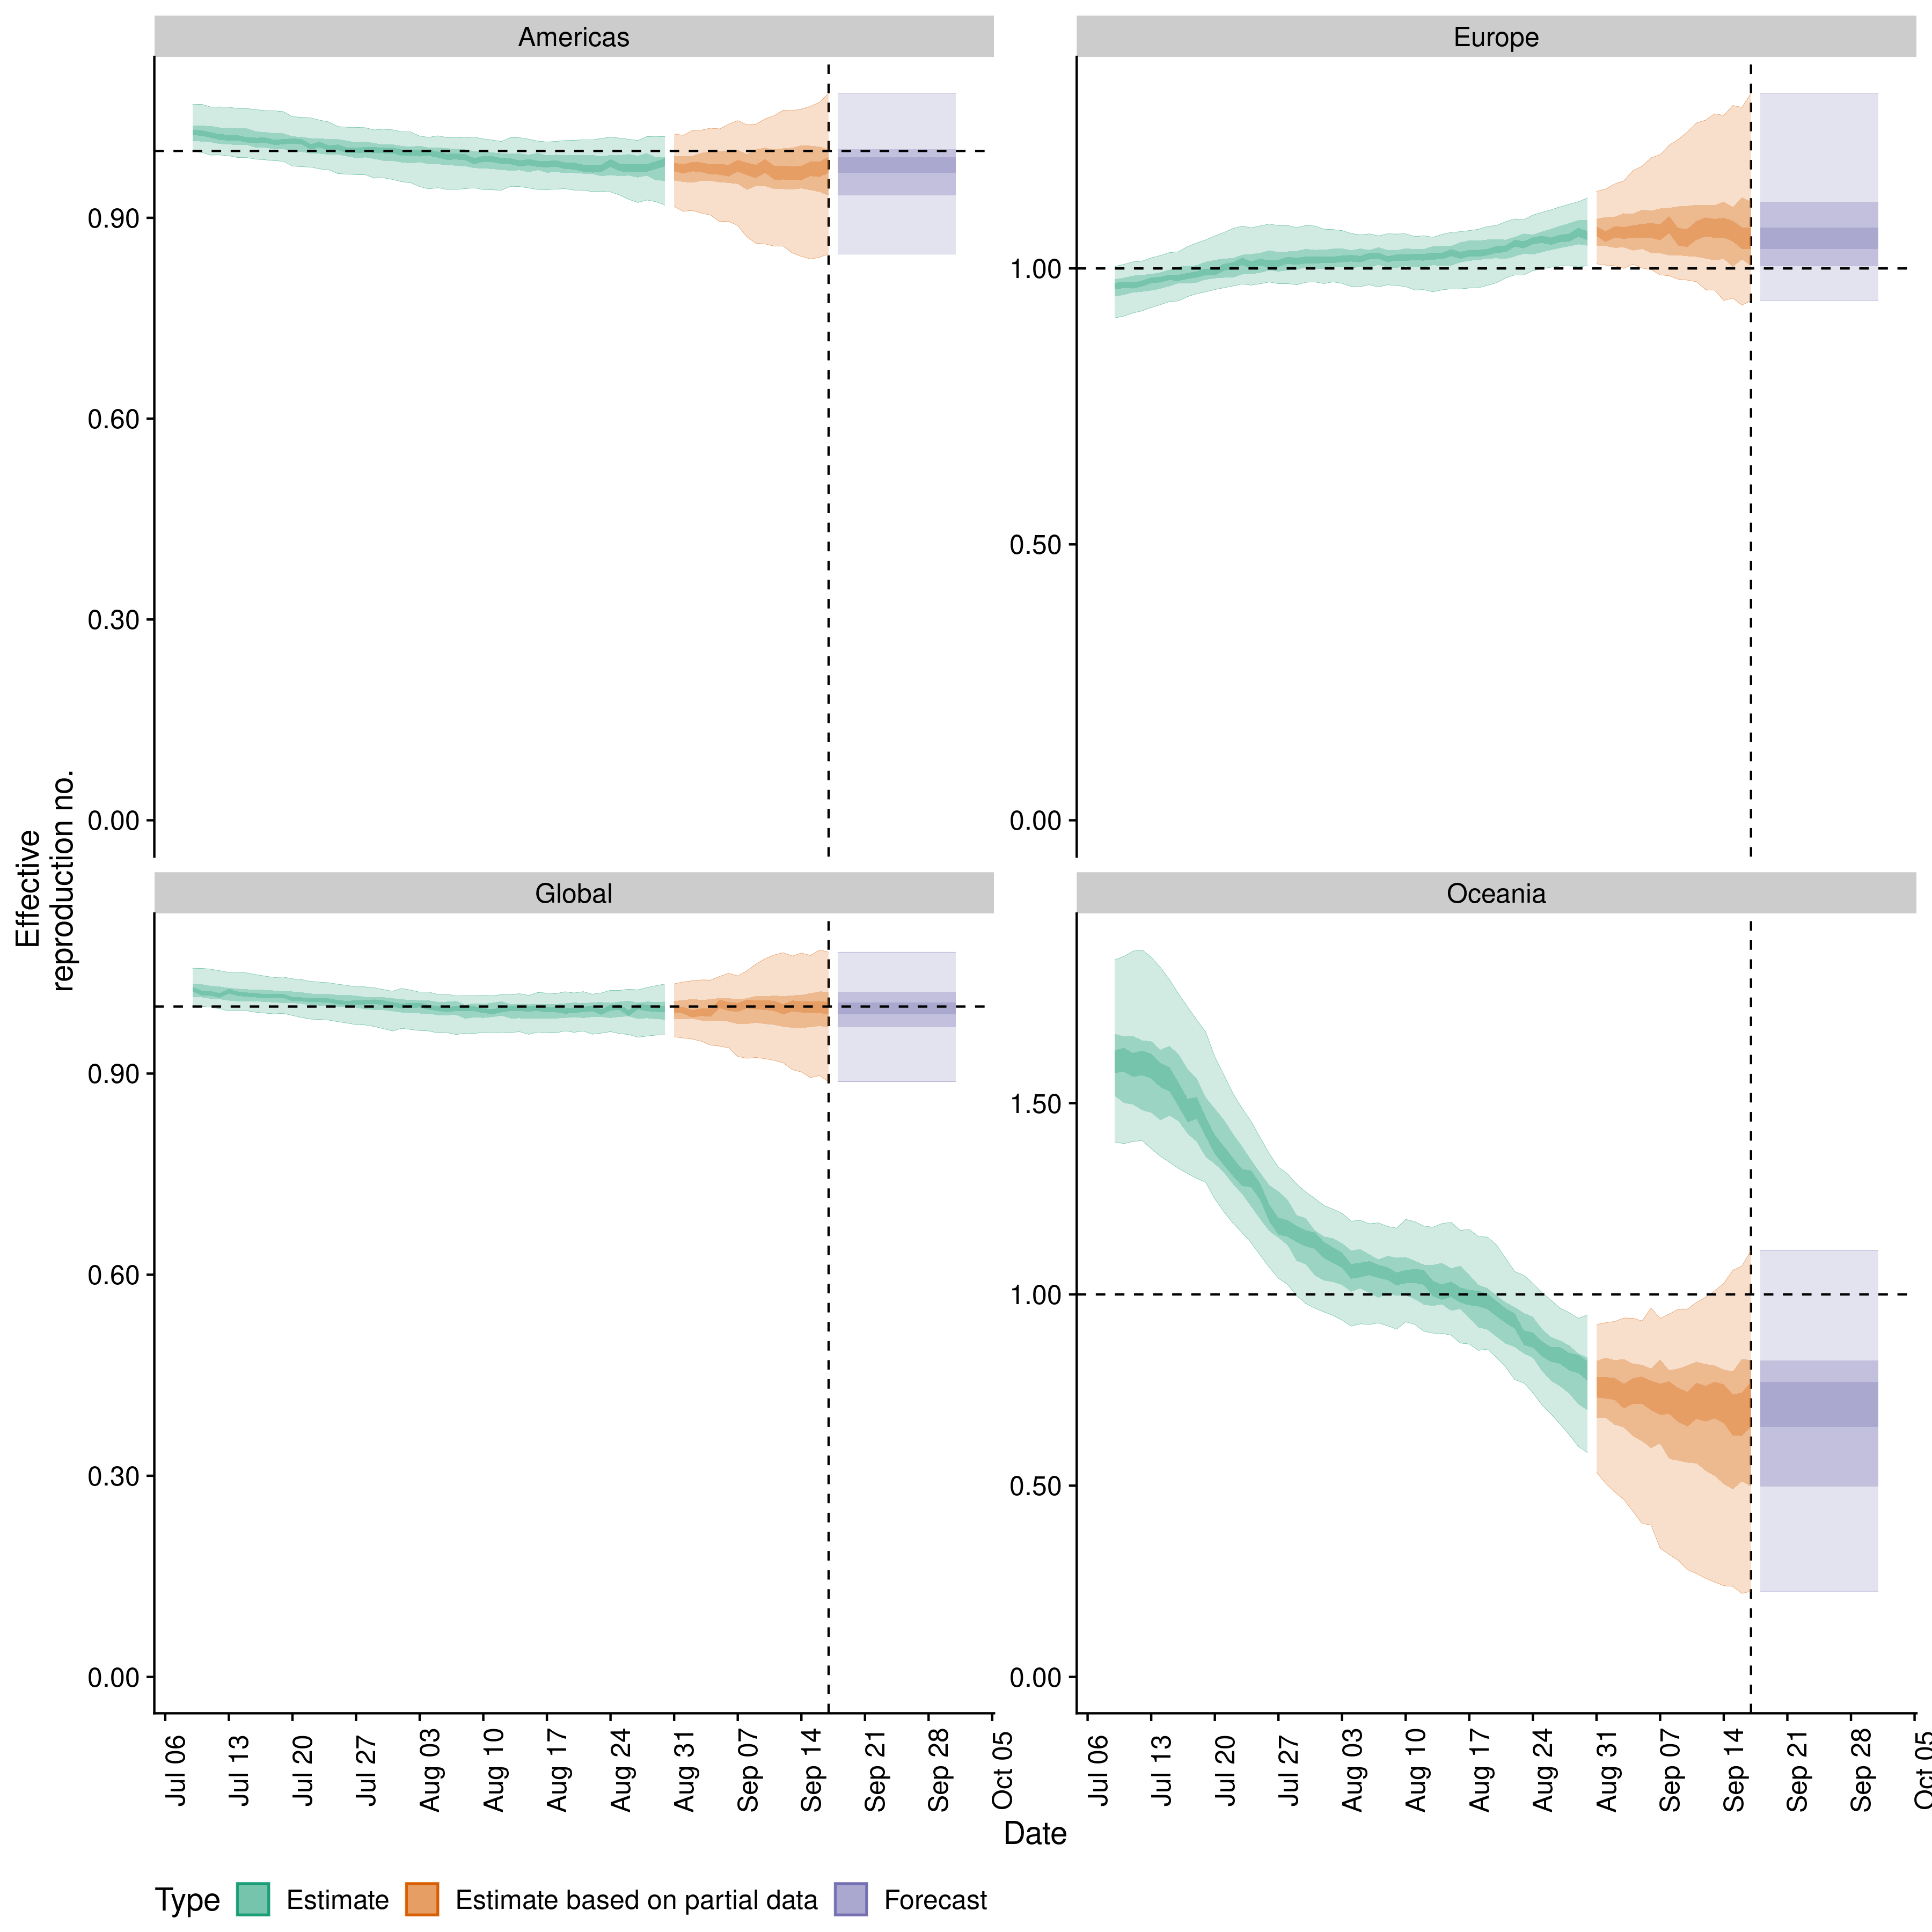 Americas
Europe
0.90
0.60
0.30
0.00
1.00
0.50
0.00
Effective
reproduction no.
Global
Oceania
0.90
0.60
0.30
0.00
1.50
1.00
0.50
0.00
Jul 06
Jul 13
Jul 20
Jul 27
Aug 03
Aug 10
Aug 17
Aug 24
Aug 31
Sep 07
Sep 14
Sep 21
Sep 28
Oct 05
Jul 06
Jul 13
Jul 20
Jul 27
Aug 03
Aug 10
Aug 17
Aug 24
Aug 31
Sep 07
Sep 14
Sep 21
Sep 28
Oct 05
Date
Type Estimate Estimate based on partial data Forecast